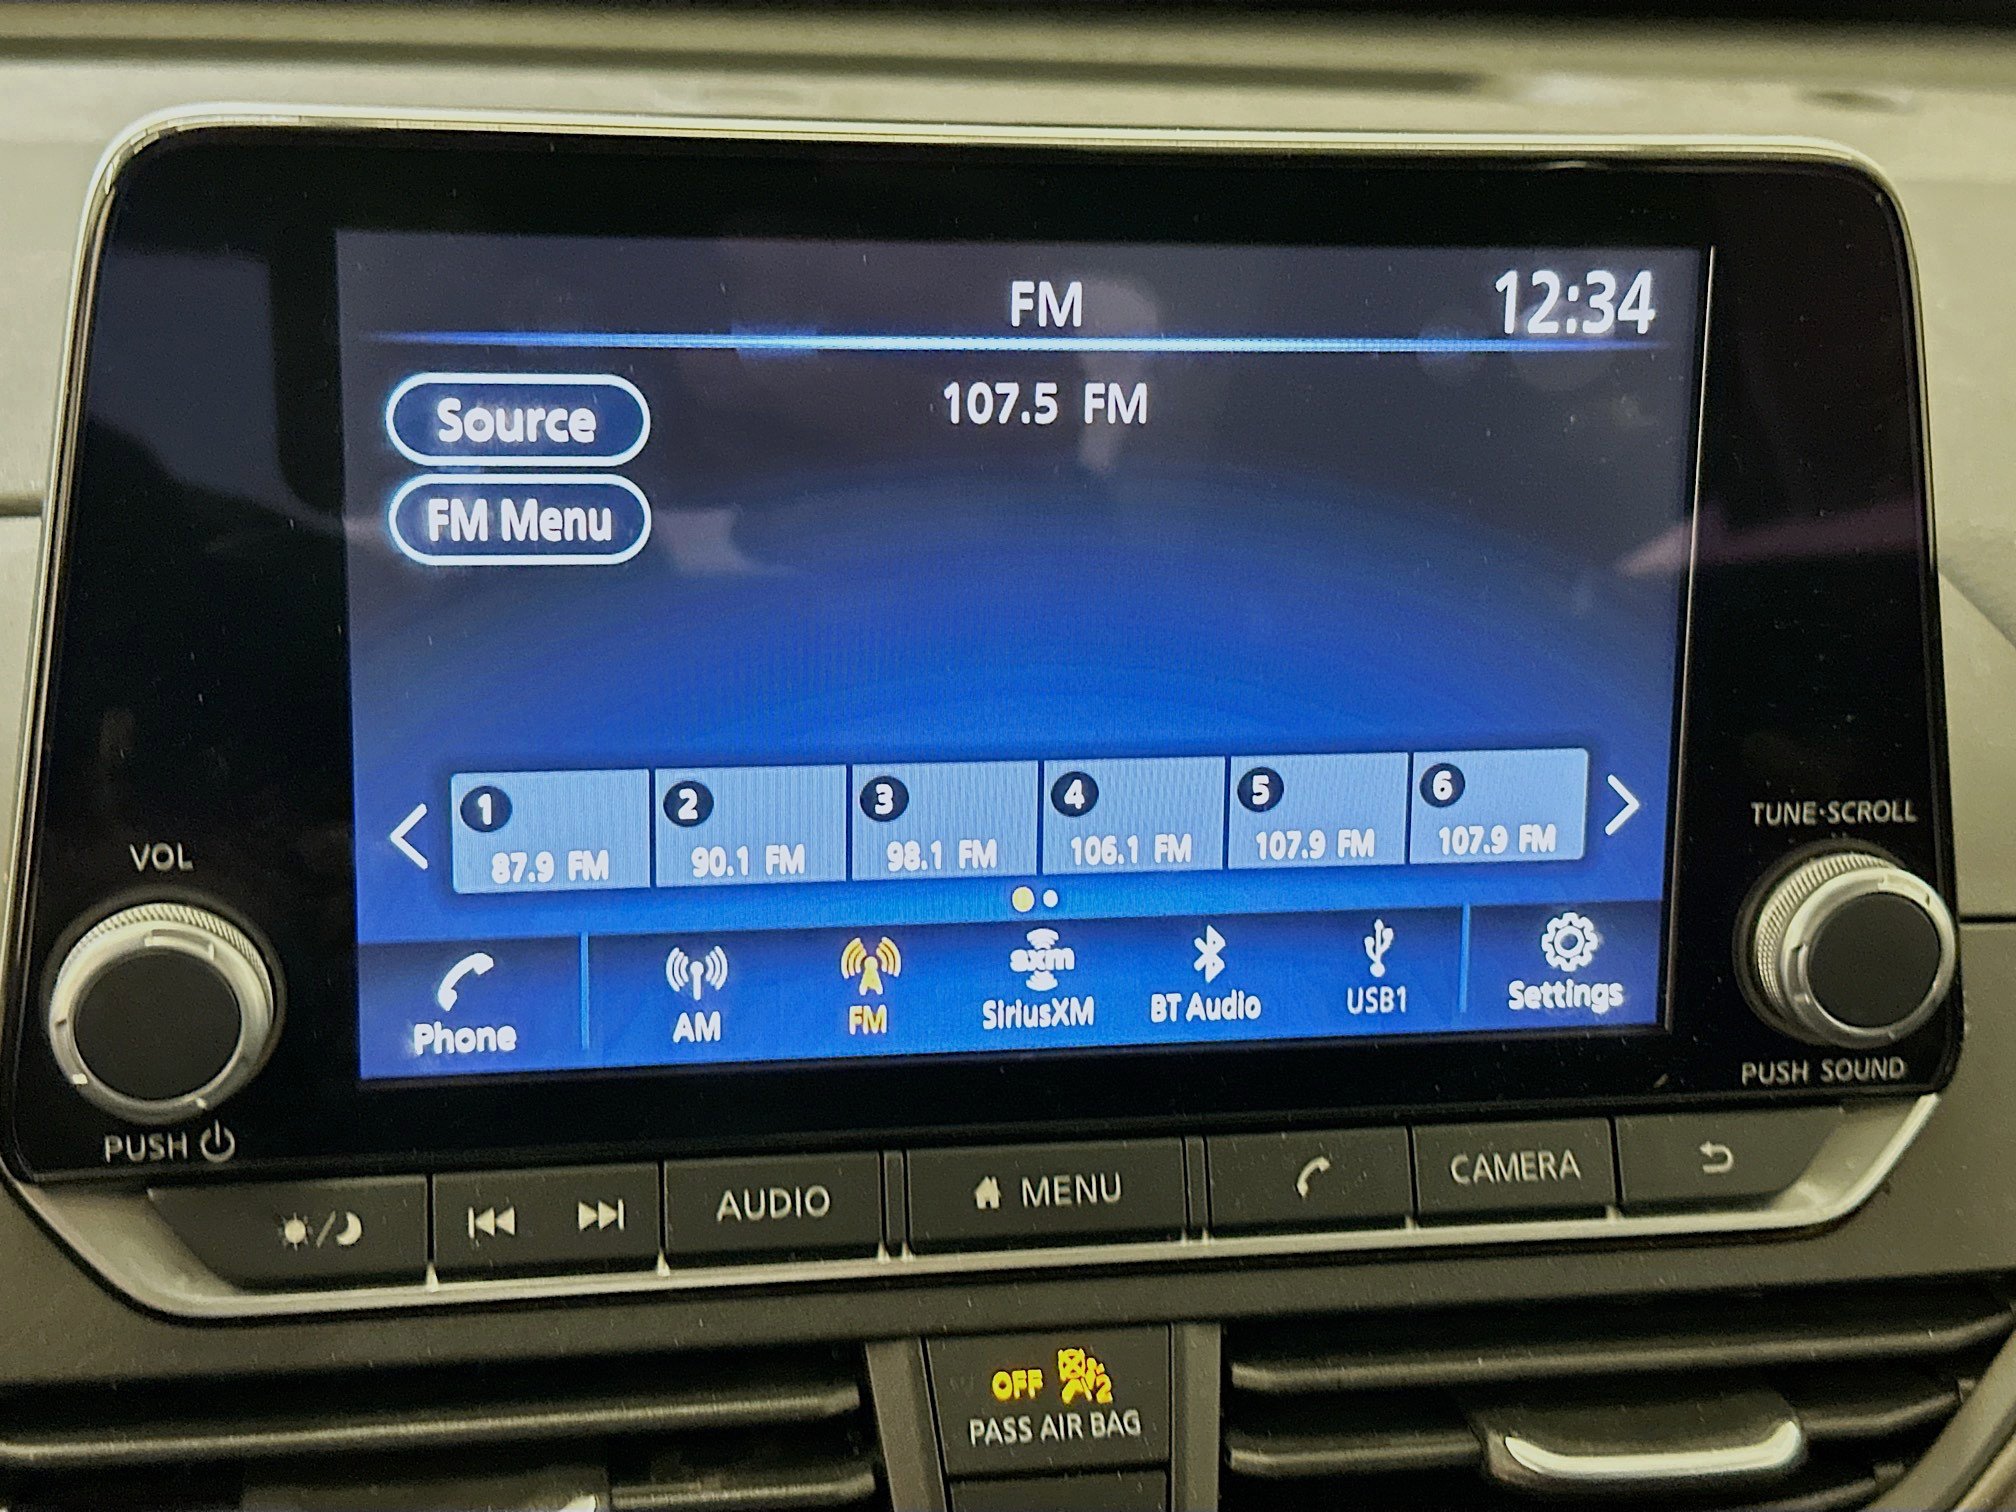 FM
12:34
Source
107.5 FM
FM Menu
1
2
3
4
5
6
87.9 FM
90.1 FM
98.1 FM
106.1 FM
107.9 FM
107.9 FM
VOL
TUNE·SCROLL
axm
Phone
AM
FM
SiriusXM
BT Audio
USB1
Settings
PUSH
PUSH SOUND
AUDIO
MENU
CAMERA
OFF
2
PASS AIR BAG